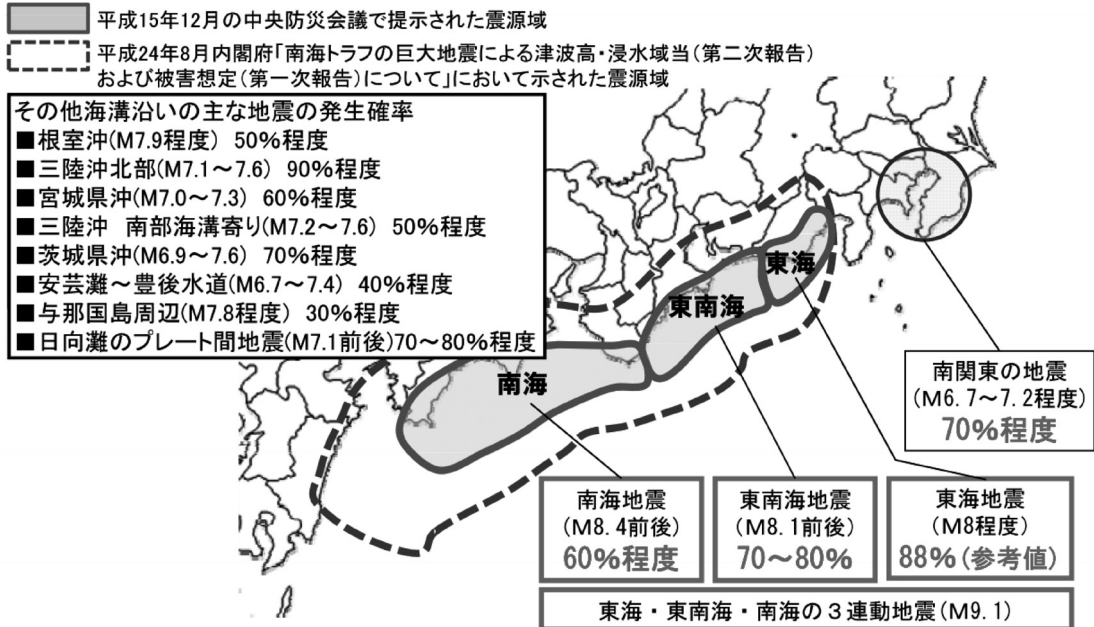 平成15年12月の中央防災会議で提示された震源域
平成24年8月内閣府「南海トラフの巨大地震による津波高・浸水域当(第二次報告)
および被害想定(第一次報告)について」において示された震源域
その他海溝沿いの主な地震の発生確率
■根室沖(M7.9程度) 50%程度
■三陸沖北部(M7.1～7.6) 90%程度
■宮城県沖(M7.0～7.3) 60%程度
■三陸沖 南部海溝寄り(M7.2～7.6) 50%程度
■茨城県沖(M6.9～7.6) 70%程度
■安芸灘～豊後水道(M6.7～7.4) 40%程度
■与那国島周辺(M7.8程度) 30%程度
■日向灘のプレート間地震(M7.1前後)70～80%程度
東海
東南海
南海
南関東の地震
(M6.7～7.2程度)
70%程度
南海地震
(M8.4前後)
60%程度
東南海地震
(M8.1前後)
70～80%
東海地震
(M8程度)
88%(参考値)
東海・東南海・南海の3連動地震(M9.1)